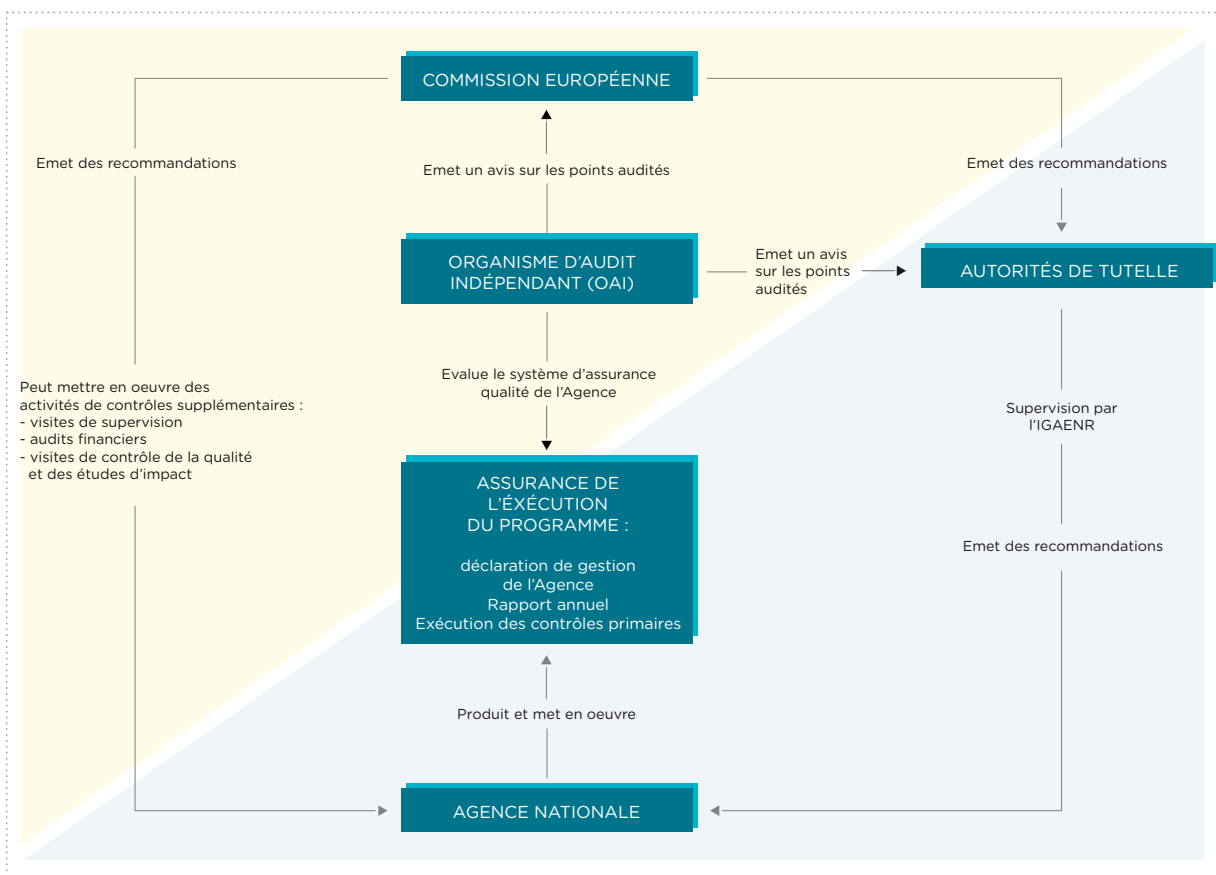 COMMISSION EUROPÉENNE
Emet des recommandations
Emet un avis sur les points audités
Emet des recommandations
ORGANISME D'AUDIT
INDÉPENDANT (OAI)
Emet un avis
sur les points
audités
AUTORITÉS DE TUTELLE
Evalue le système d'assurance
qualité de l'Agence
Peut mettre en oeuvre des
activités de contrôles supplémentaires :
- visites de supervision
- audits financiers
- visites de contrôle de la qualité
et des études d'impact
Supervision par
l'IGAENR
ASSURANCE DE
L'ÉXÉCUTION
DU PROGRAMME :
déclaration de gestion
de l'Agence
Rapport annuel
Exécution des contrôles primaires
Emet des recommandations
Produit et met en oeuvre
AGENCE NATIONALE